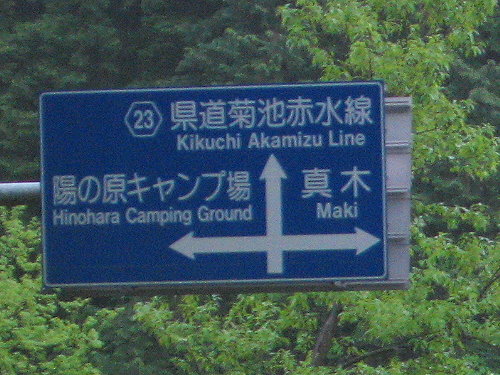 23 県道菊池赤水線
Kikuchi Akamizu Line
陽の原キャンプ場
Hinohara Camping Ground
真木
Maki